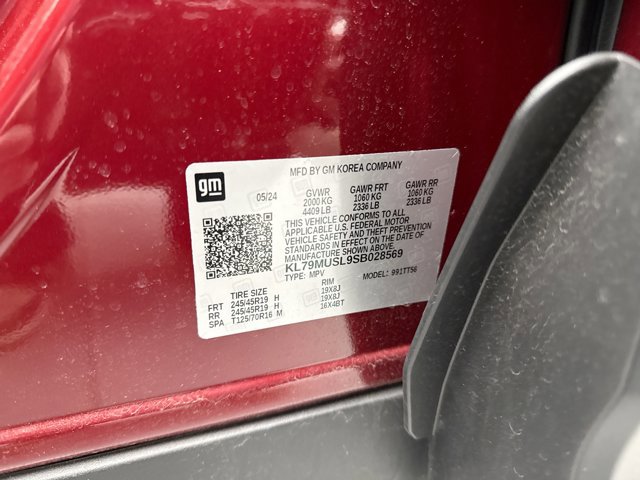 MFD BY GM KOREA COMPANY
gm
05/24 GVWR GAWR FRT GAWR RR
2000 KG 1060 KG 1060 KG
4409 LB 2336 LB 2336 LB
THIS VEHICLE CONFORMS TO ALL
APPLICABLE U.S. FEDERAL MOTOR
VEHICLE SAFETY AND THEFT PREVENTION
STANDARDS IN EFFECT ON THE DATE OF
MANUFACTURE SHOWN ABOVE.
KL79MUSL9SB028569
TYPE: MPV MODEL: 991TT56
TIRE SIZE RIM
FRT 245/45R19 H 19X8J
RR 245/45R19 H 19X8J
SPA T125/70R16 M 16X4BT